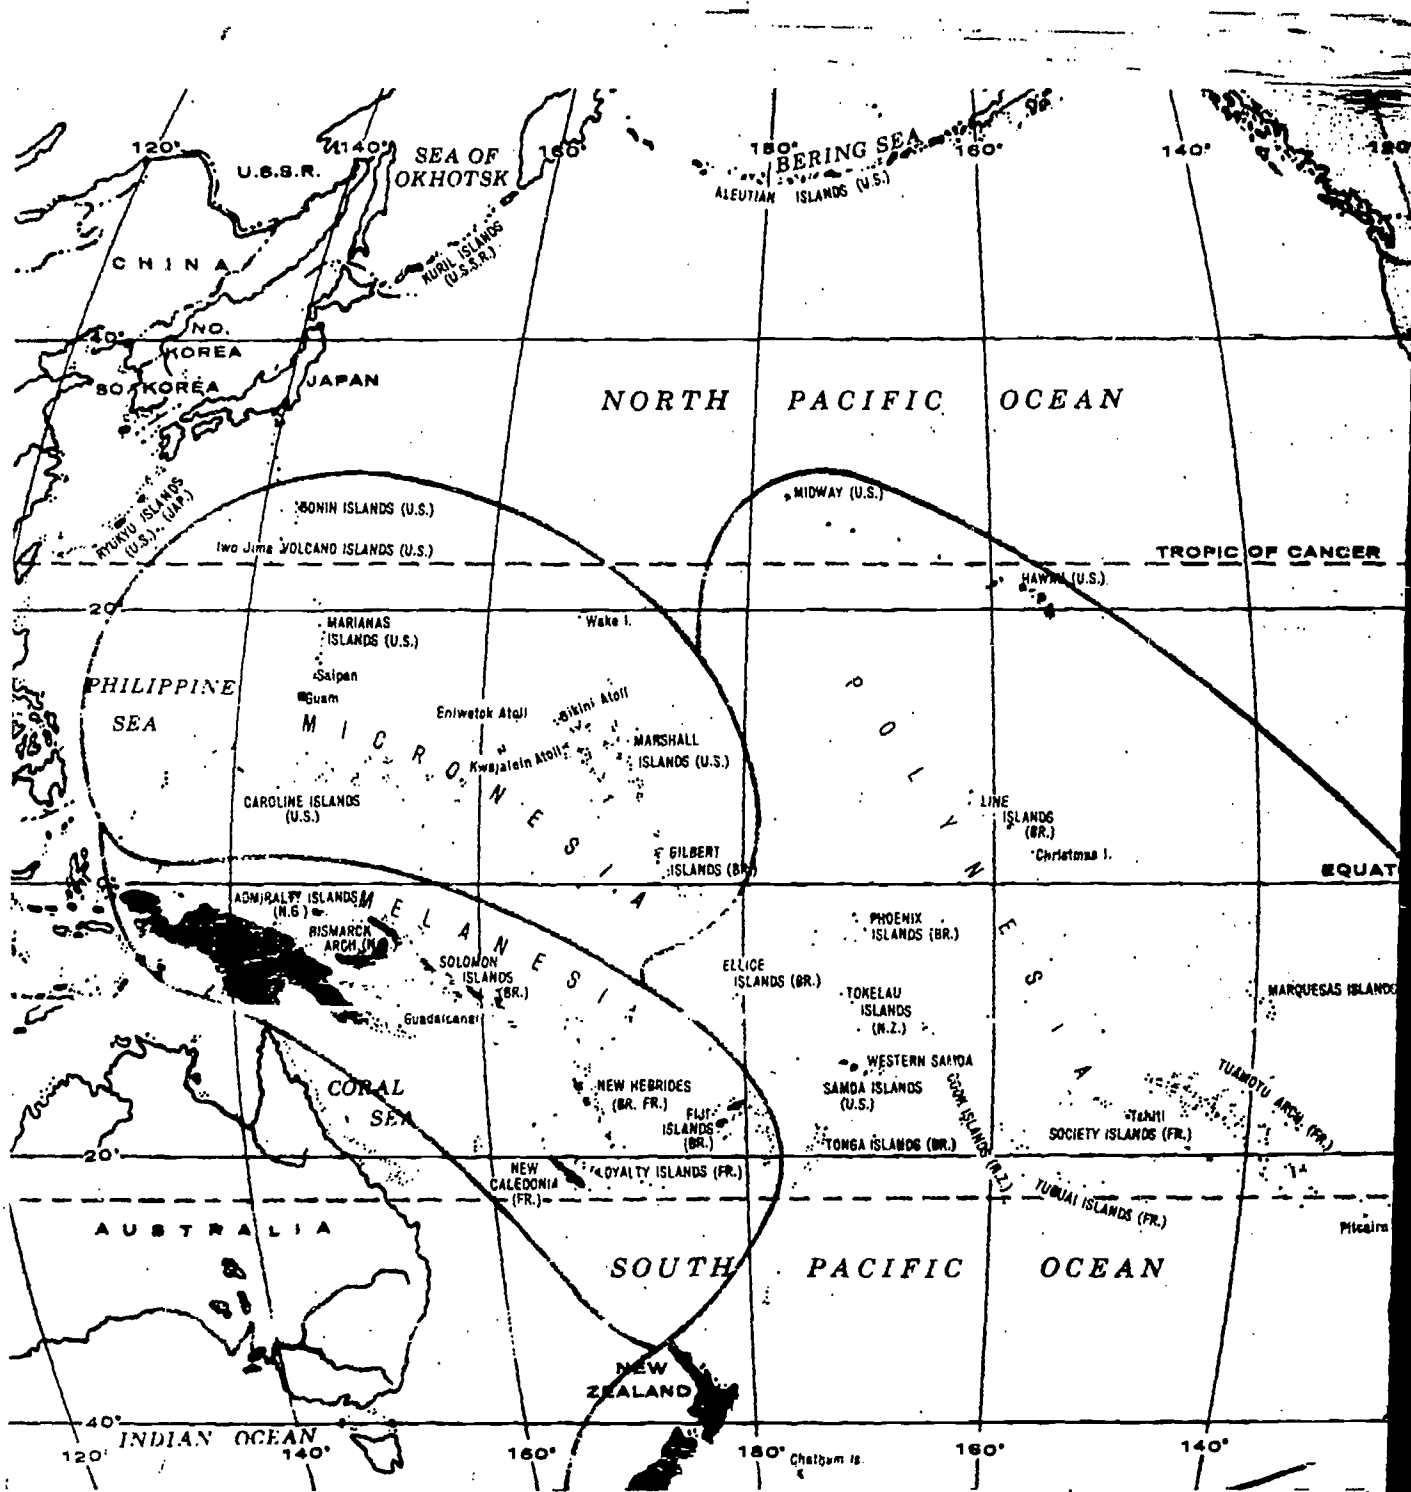 120°
140°
SEA OF
OKHOTSK
160°
180°
BERING SEA
160°
140°
120°
U.S.S.R.
ALEUTIAN ISLANDS (U.S.)
KURIL ISLANDS
(U.S.S.R.)
CHINA
40°
NO.
KOREA
SO. KOREA
JAPAN
NORTH PACIFIC OCEAN
RYUKYU ISLANDS
(U.S.) (JAP.)
BONIN ISLANDS (U.S.)
MIDWAY (U.S.)
Iwo Jima VOLCANO ISLANDS (U.S.)
TROPIC OF CANCER
HAWAII (U.S.)
20°
MARIANAS
ISLANDS (U.S.)
Wake I.
Saipan
Guam
PHILIPPINE
SEA
MICRONESIA
Eniwetok Atoll
Bikini Atoll
Kwajalein Atoll
MARSHALL
ISLANDS (U.S.)
CAROLINE ISLANDS
(U.S.)
POLYNESIA
LINE
ISLANDS
(BR.)
Christmas I.
GILBERT
ISLANDS (BR.)
EQUAT
0°
ADMIRALTY ISLANDS
(N.G.)
MELANESIA
BISMARCK
ARCH.
SOLOMON
ISLANDS
(BR.)
Guadalcanal
PHOENIX
ISLANDS (BR.)
ELLICE
ISLANDS (BR.)
TOKELAU
ISLANDS
(N.Z.)
MARQUESAS ISLANDS
WESTERN SAMOA
SAMOA ISLANDS
(U.S.)
COOK ISLANDS (N.Z.)
TUAMOTU ARCH. (FR.)
Tahiti
SOCIETY ISLANDS (FR.)
CORAL
SEA
NEW HEBRIDES
(BR. FR.)
FIJI
ISLANDS
(BR.)
TONGA ISLANDS (BR.)
20°
NEW
CALEDONIA
(FR.)
LOYALTY ISLANDS (FR.)
TUBUAI ISLANDS (FR.)
Pitcairn
AUSTRALIA
SOUTH PACIFIC OCEAN
NEW
ZEALAND
40°
INDIAN OCEAN
120°
140°
160°
180°
Chatham Is.
160°
140°